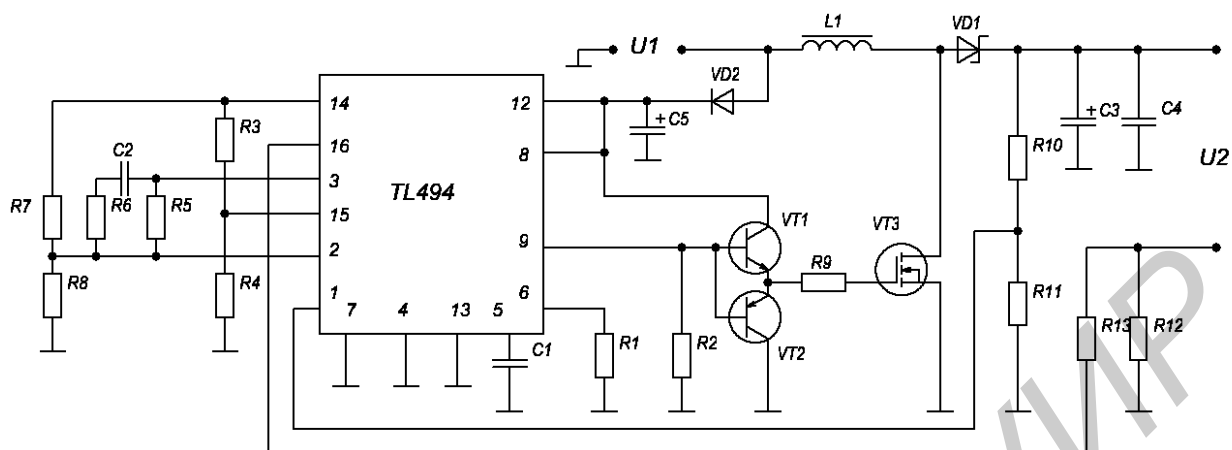 L1
VD1
U1
VD2
14
12
+ C5
+ C3
C4
R3
16
C2
8
R10
U2
3
TL494
R7
R6
R5
15
VT1
VT3
9
2
R9
R8
R4
6
1
R11
7
4
13
5
C1
R1
R2
VT2
R13
R12
УИР